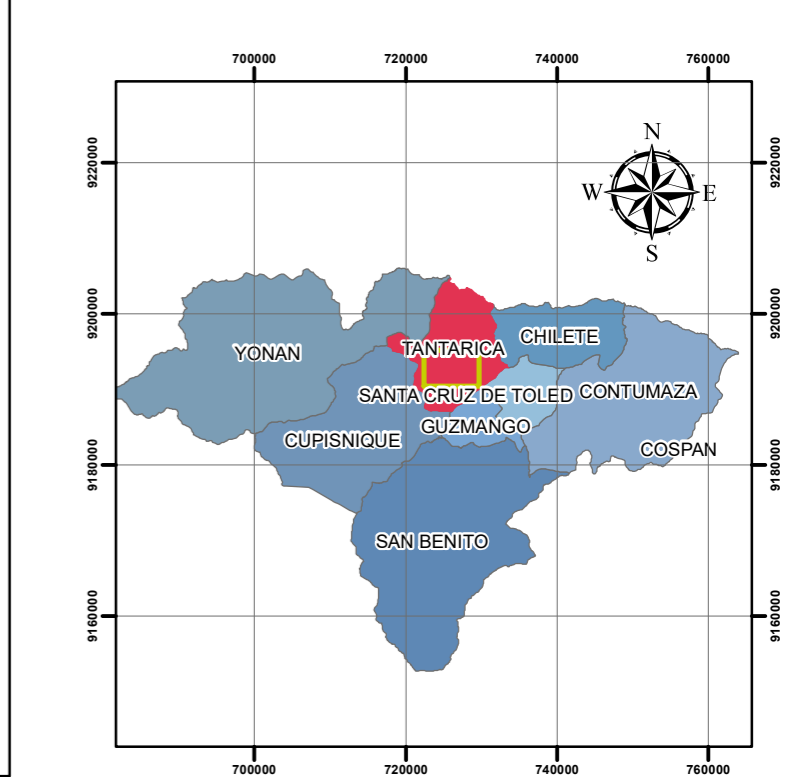 700000 720000 740000 760000
N
W E
S
9220000 9220000
9200000 9200000
CHILETE
TANTARICA
YONAN
SANTA CRUZ DE TOLED CONTUMAZA
GUZMANGO
CUPISNIQUE
COSPAN
9180000 9180000
SAN BENITO
9160000 9160000
700000 720000 740000 760000